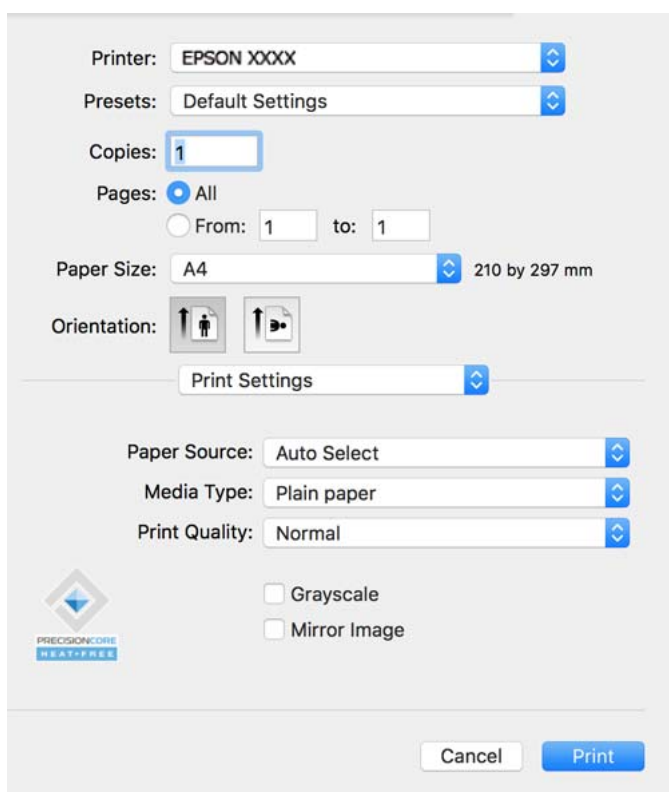 Printer: EPSON XXXX
Presets: Default Settings
Copies: 1
Pages: All
From: 1 to: 1
Paper Size: A4 210 by 297 mm
Orientation:
Print Settings
Paper Source: Auto Select
Media Type: Plain paper
Print Quality: Normal
Grayscale
Mirror Image
PRECISIONCORE
HEAT-FREE
Cancel Print